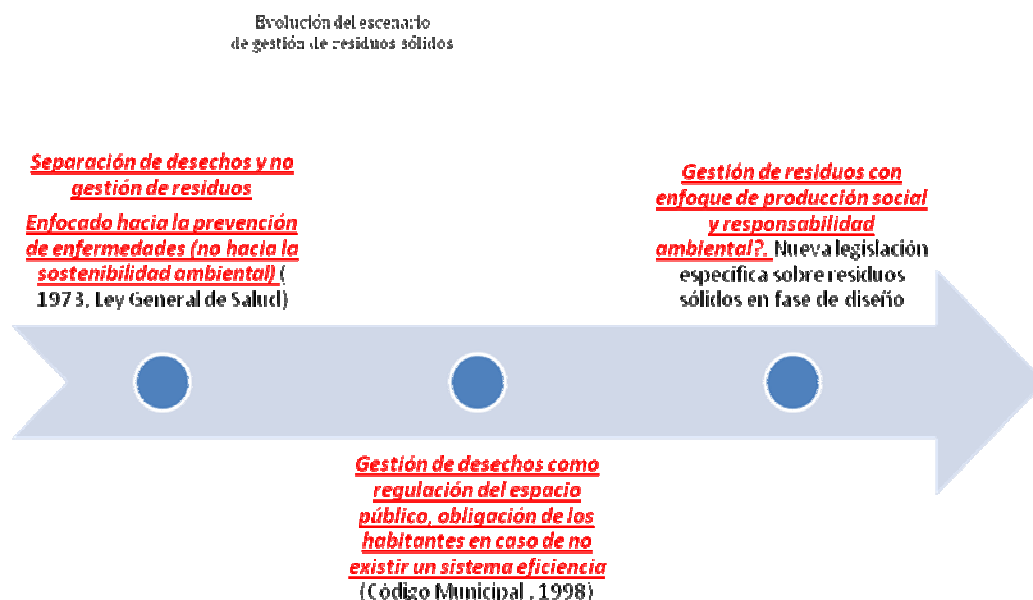 Evolución del escenario
de gestión de residuos sólidos
Separación de desechos y no
gestión de residuos
Enfocado hacia la prevención
de enfermedades (no hacia la
sostenibilidad ambiental) (
1973, Ley General de Salud)
Gestión de desechos como
regulación del espacio
público, obligación de los
habitantes en caso de no
existir un sistema eficiencia
(Código Municipal , 1998)
Gestión de residuos con
enfoque de producción social
y responsabilidad
ambiental?. Nueva legislación
especifica sobre residuos
sólidos en fase de diseño